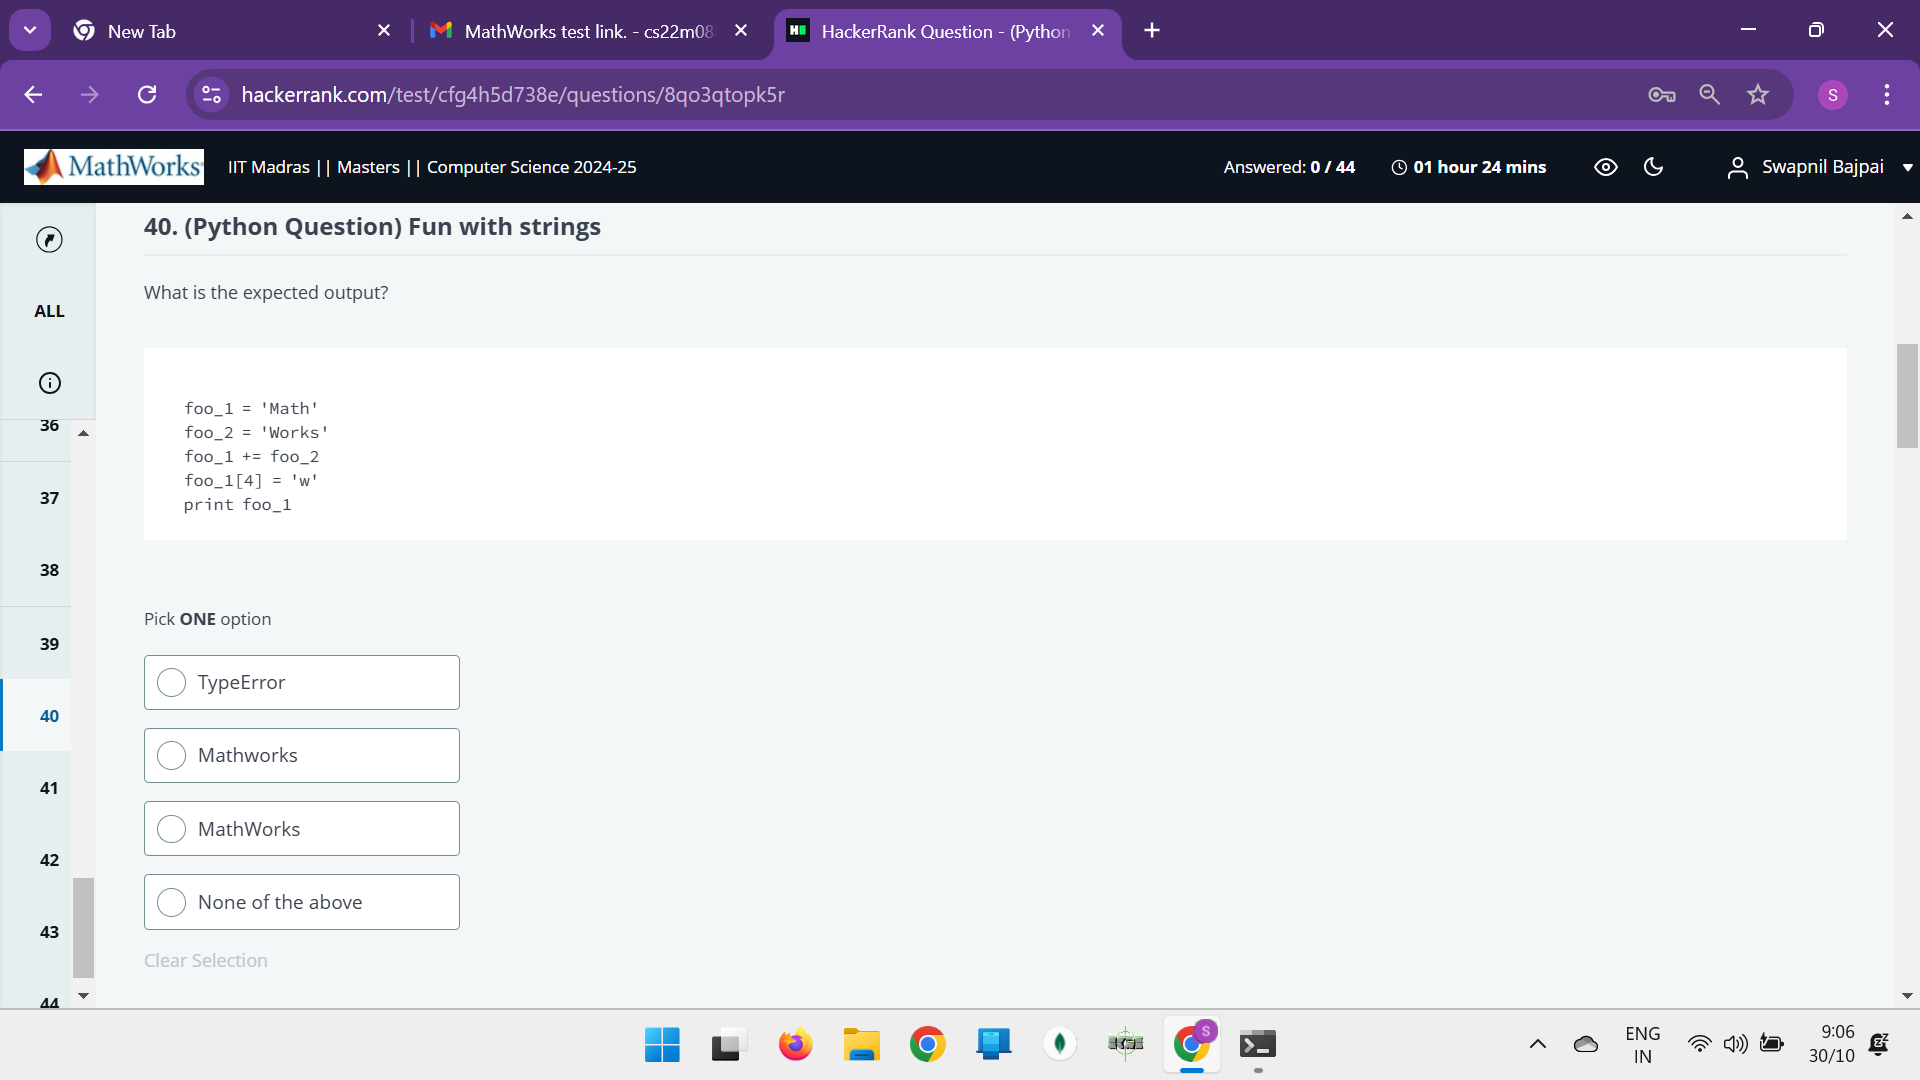 New Tab
MathWorks test link. - cs22m08
HackerRank Question - (Python
hackerrank.com/test/cfg4h5d738e/questions/8qo3qtopk5r
S
MathWorks
IIT Madras || Masters || Computer Science 2024-25
Answered: 0 / 44
01 hour 24 mins
Swapnil Bajpai
ALL
36
37
38
39
40
41
42
43
44
40. (Python Question) Fun with strings
What is the expected output?
foo_1 = 'Math'
foo_2 = 'Works'
foo_1 += foo_2
foo_1[4] = 'w'
print foo_1
Pick ONE option
TypeError
Mathworks
MathWorks
None of the above
Clear Selection
S
ENG
IN
9:06
30/10